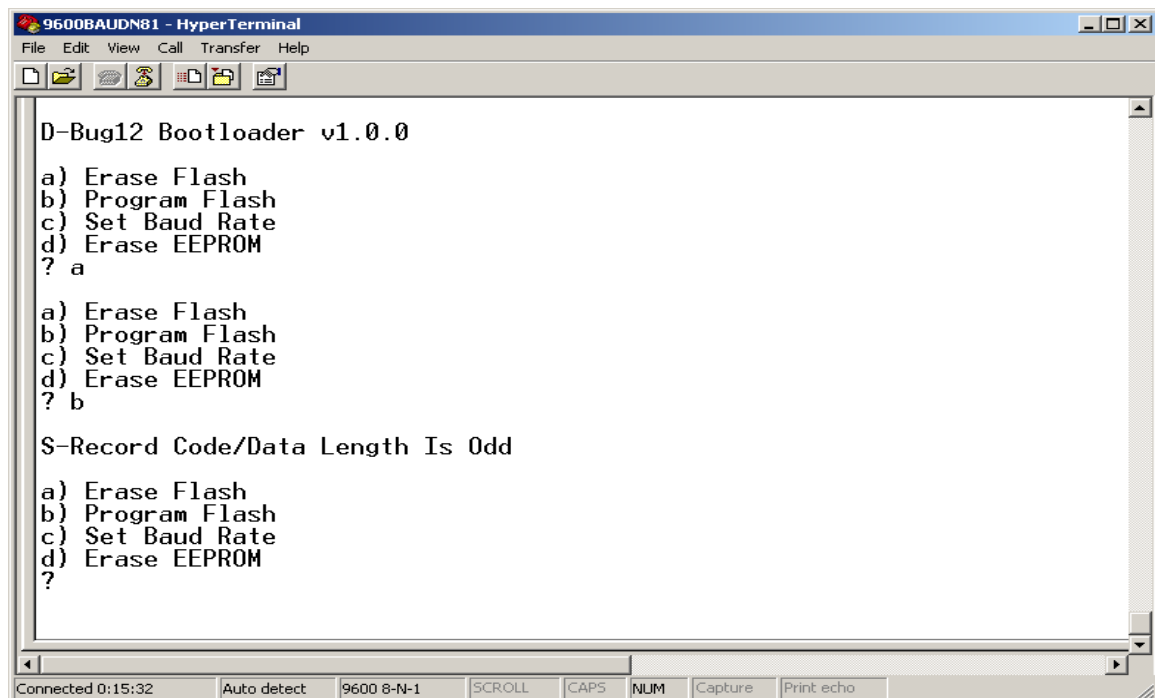 9600BAUDN81 - HyperTerminal
File Edit View Call Transfer Help
D-Bug12 Bootloader v1.0.0
a) Erase Flash
b) Program Flash
c) Set Baud Rate
d) Erase EEPROM
? a
a) Erase Flash
b) Program Flash
c) Set Baud Rate
d) Erase EEPROM
? b
S-Record Code/Data Length Is Odd
a) Erase Flash
b) Program Flash
c) Set Baud Rate
d) Erase EEPROM
?
Connected 0:15:32 Auto detect 9600 8-N-1 SCROLL CAPS NUM Capture Print echo